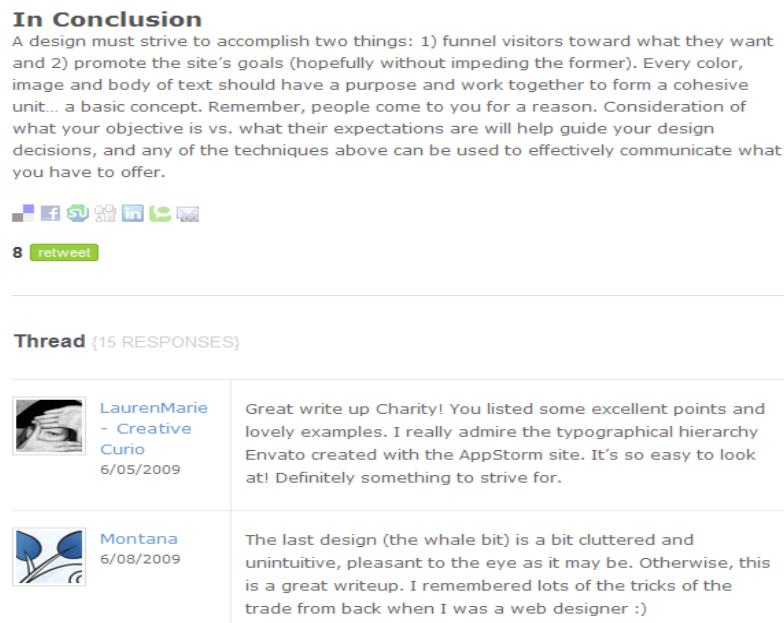 In Conclusion
A design must strive to accomplish two things: 1) funnel visitors toward what they want
and 2) promote the site's goals (hopefully without impeding the former). Every color,
image and body of text should have a purpose and work together to form a cohesive
unit... a basic concept. Remember, people come to you for a reason. Consideration of
what your objective is vs. what their expectations are will help guide your design
decisions, and any of the techniques above can be used to effectively communicate what
you have to offer.
8 retweet
Thread {15 RESPONSES}
LaurenMarie
- Creative
Curio
6/05/2009
Great write up Charity! You listed some excellent points and
lovely examples. I really admire the typographical hierarchy
Envato created with the AppStorm site. It's so easy to look
at! Definitely something to strive for.
Montana
6/08/2009
The last design (the whale bit) is a bit cluttered and
unintuitive, pleasant to the eye as it may be. Otherwise, this
is a great writeup. I remembered lots of the tricks of the
trade from back when I was a web designer :)